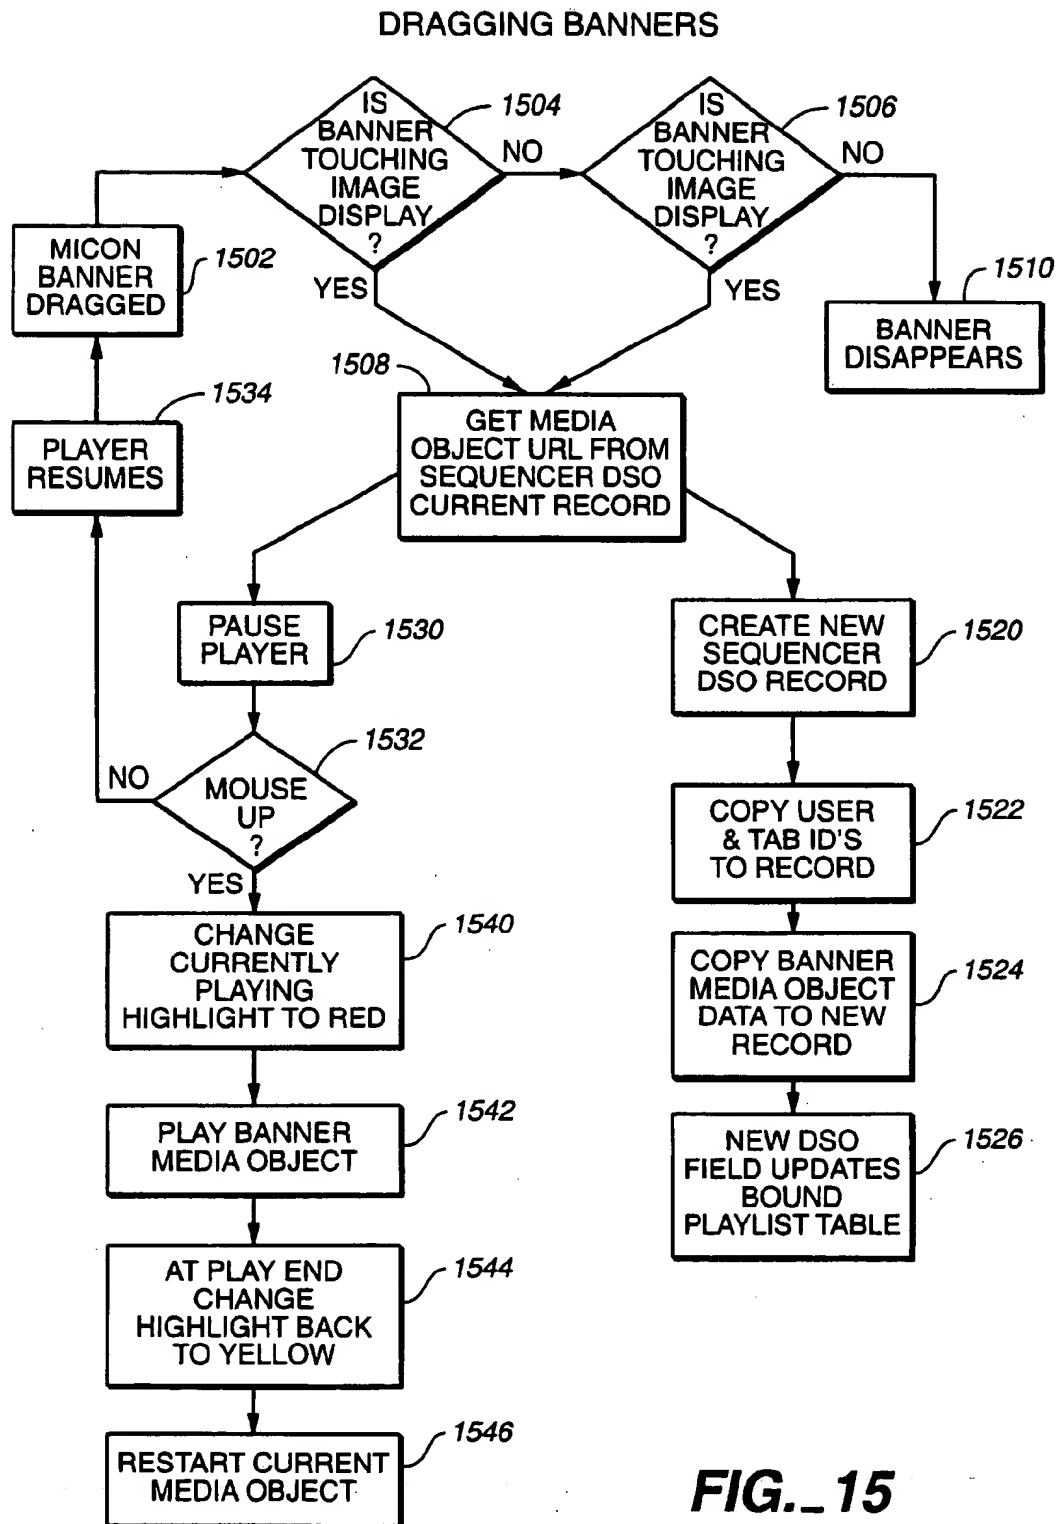 DRAGGING BANNERS
IS
BANNER
TOUCHING
IMAGE
DISPLAY
?
1504
NO
YES
IS
BANNER
TOUCHING
IMAGE
DISPLAY
?
1506
NO
YES
MICON
BANNER
DRAGGED
1502
1510
BANNER
DISAPPEARS
1508
GET MEDIA
OBJECT URL FROM
SEQUENCER DSO
CURRENT RECORD
1534
PLAYER
RESUMES
PAUSE
PLAYER
1530
1532
MOUSE
UP
?
NO
YES
CHANGE
CURRENTLY
PLAYING
HIGHLIGHT TO RED
1540
PLAY BANNER
MEDIA OBJECT
1542
AT PLAY END
CHANGE
HIGHLIGHT BACK
TO YELLOW
1544
RESTART CURRENT
MEDIA OBJECT
1546
CREATE NEW
SEQUENCER
DSO RECORD
1520
COPY USER
& TAB ID'S
TO RECORD
1522
COPY BANNER
MEDIA OBJECT
DATA TO NEW
RECORD
1524
NEW DSO
FIELD UPDATES
BOUND
PLAYLIST TABLE
1526
FIG._15